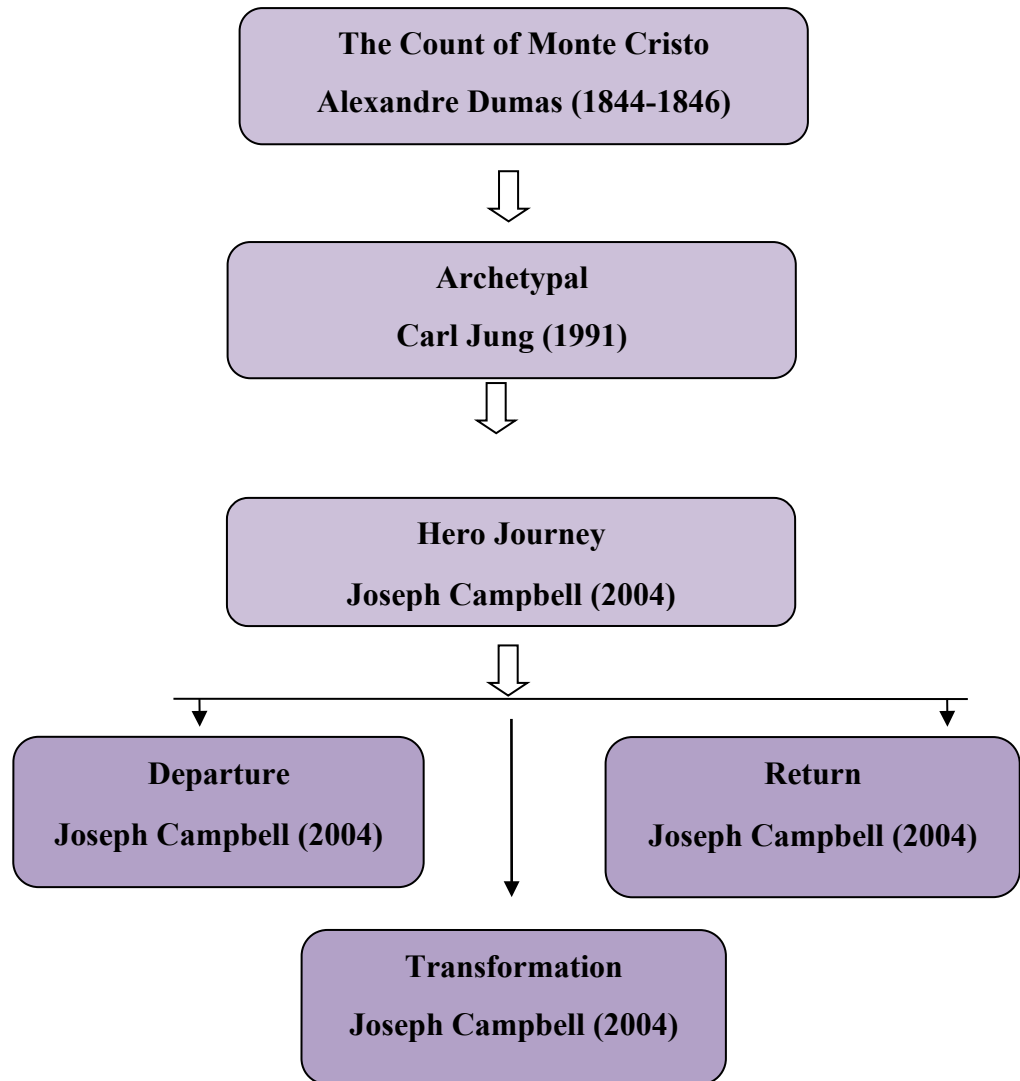 The Count of Monte Cristo
Alexandre Dumas (1844-1846)
Archetypal
Carl Jung (1991)
Hero Journey
Joseph Campbell (2004)
Departure
Joseph Campbell (2004)
Return
Joseph Campbell (2004)
Transformation
Joseph Campbell (2004)